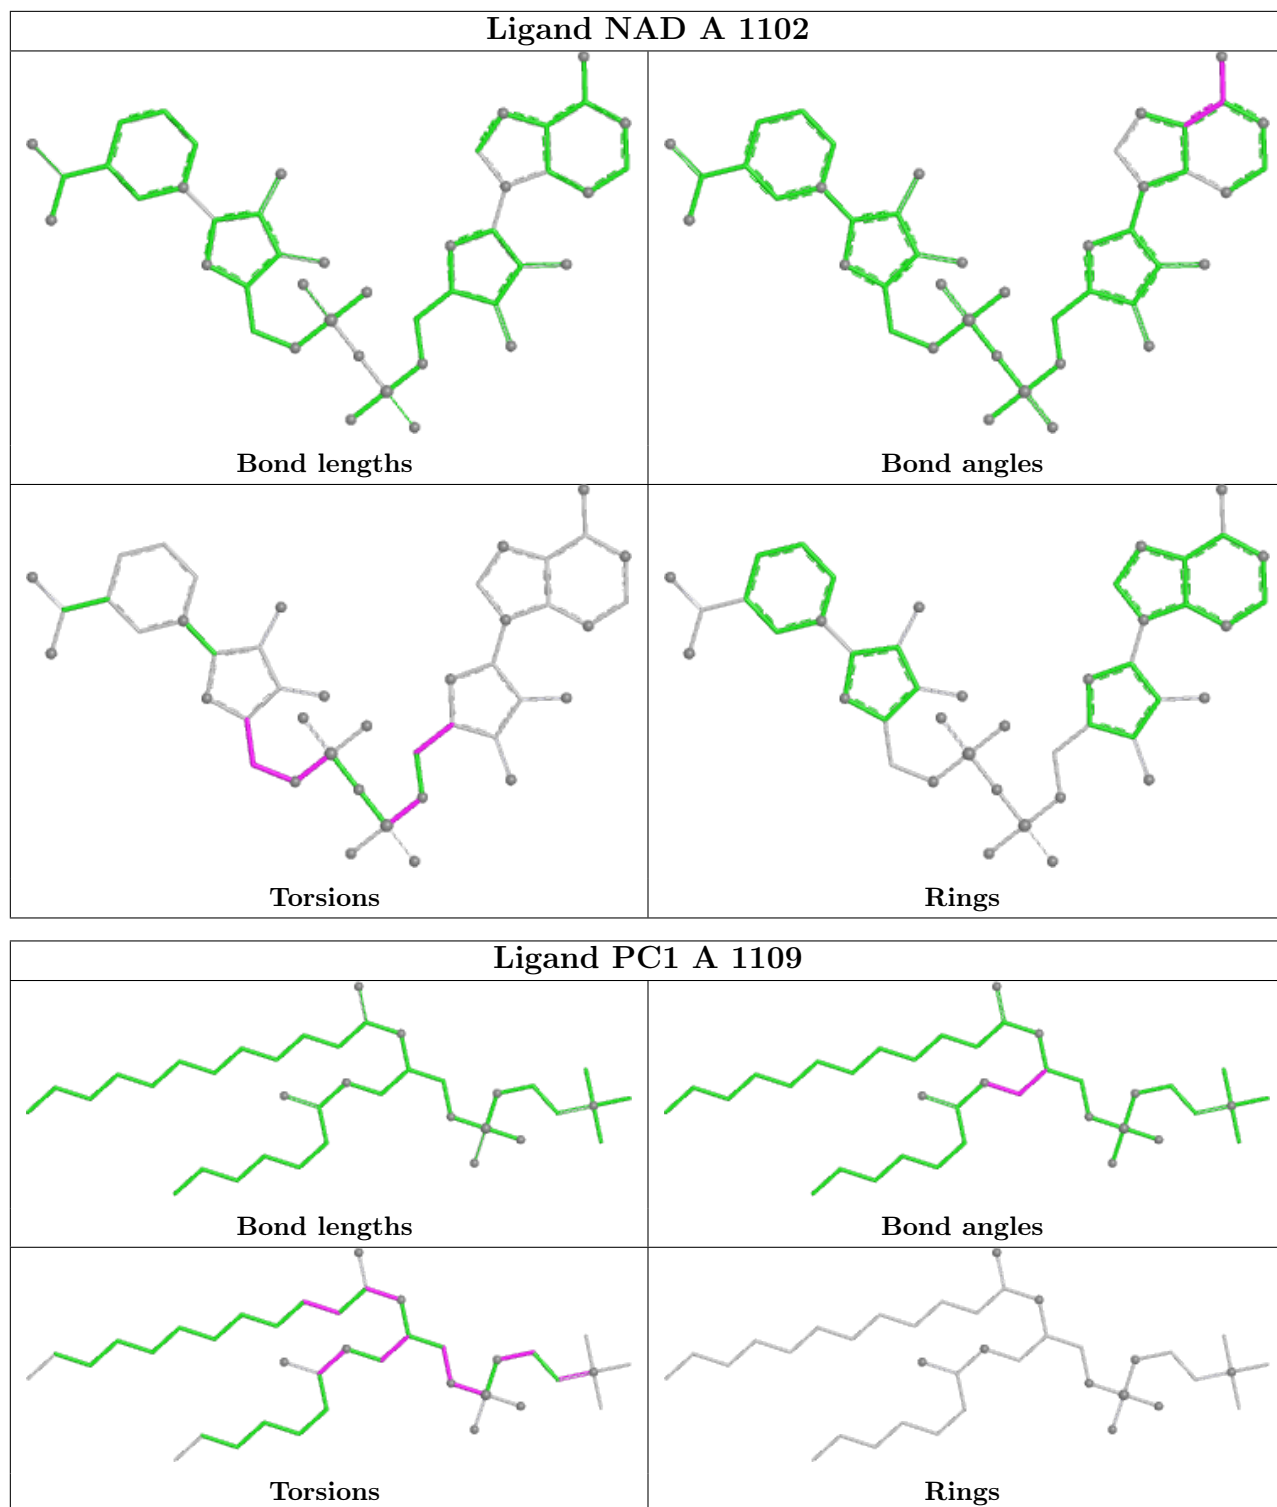 Ligand NAD A 1102
Bond lengths
Bond angles
Torsions
Rings
Ligand PC1 A 1109
Bond lengths
Bond angles
Torsions
Rings